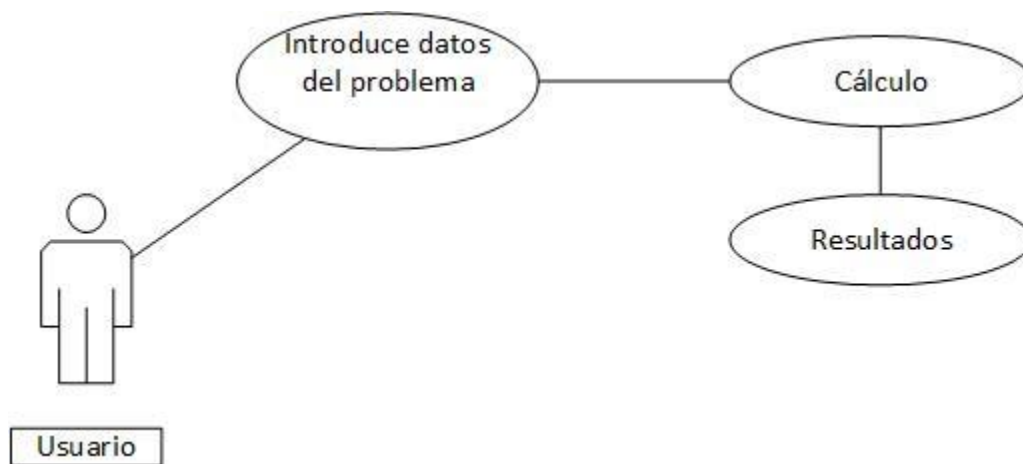 Introduce datos
del problema
Cálculo
Resultados
Usuario